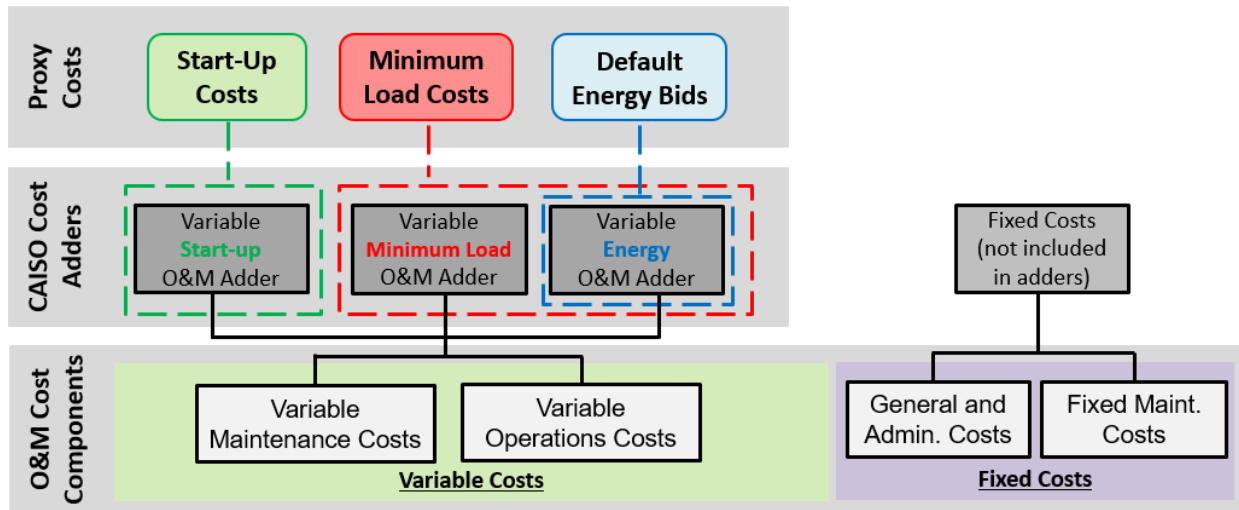 Proxy
Costs
Start-Up
Costs
Minimum
Load Costs
Default
Energy Bids
CAISO Cost
Adders
Variable
Start-up
O&M Adder
Variable
Minimum Load
O&M Adder
Variable
Energy
O&M Adder
Fixed Costs
(not included
in adders)
O&M Cost
Components
Variable
Maintenance Costs
Variable
Operations Costs
Variable Costs
General and
Admin. Costs
Fixed Maint.
Costs
Fixed Costs